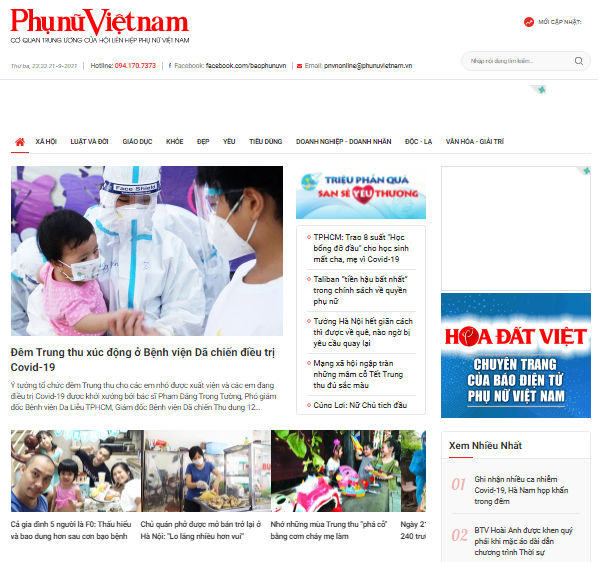 Phụ nữ Việt nam
CƠ QUAN TRUNG ƯƠNG CỦA HỘI LIÊN HIỆP PHỤ NỮ VIỆT NAM
MỚI CẬP NHẬT:
Thứ ba, 23:33 21-9-2021
Hotline: 094.170.7373
Facebook: facebook.com/baophunuvn
Email: pnvnonline@phunuvietnam.vn
Nhập nội dung tìm kiếm...
XÃ HỘI LUẬT VÀ ĐỜI GIÁO DỤC KHỎE ĐẸP YÊU TIÊU DÙNG DOANH NGHIỆP - DOANH NHÂN ĐỘC - LẠ VĂN HÓA - GIẢI TRÍ
Face Shield
Đêm Trung thu xúc động ở Bệnh viện Dã chiến điều trị
Covid-19
Ý tưởng tổ chức đêm Trung thu cho các em nhỏ được xuất viện và các em đang
điều trị Covid-19 được khởi xướng bởi bác sĩ Phạm Đăng Trọng Tường, Phó giám
đốc Bệnh viện Da Liễu TPHCM, Giám đốc Bệnh viện Dã chiến Thu dung 12...
TRIỆU PHẦN QUÀ
SAN SẺ YÊU THƯƠNG
TPHCM: Trao 8 suất "Học
bổng đỡ đầu" cho học sinh
mất cha, mẹ vì Covid-19
Taliban "tiền hậu bất nhất"
trong chính sách về quyền
phụ nữ
Tướng Hà Nội hết giãn cách
thì được về quê, nào ngờ bị
yêu cầu quay lại
Mạng xã hội ngập tràn
những mâm cỗ Tết Trung
thu đủ sắc màu
Củng Lợi: Nữ Chủ tịch đầu
HOA ĐẤT VIỆT
CHUYÊN TRANG
CỦA BÁO ĐIỆN TỬ
PHỤ NỮ VIỆT NAM
Xem Nhiều Nhất
01
Ghi nhận nhiều ca nhiễm
Covid-19, Hà Nam họp khẩn
trong đêm
02
BTV Hoài Anh được khen quý
phái khi mặc áo dài dẫn
chương trình Thời sự
Cả gia đình 5 người là F0: Thấu hiểu
và bao dung hơn sau cơn bạo bệnh
Chủ quán phở được mở bán trở lại ở
Hà Nội: "Lo lắng nhiều hơn vui"
Nhớ những mùa Trung thu "phá cỗ"
bằng cơm cháy mẹ làm
Ngày 21
240 trư